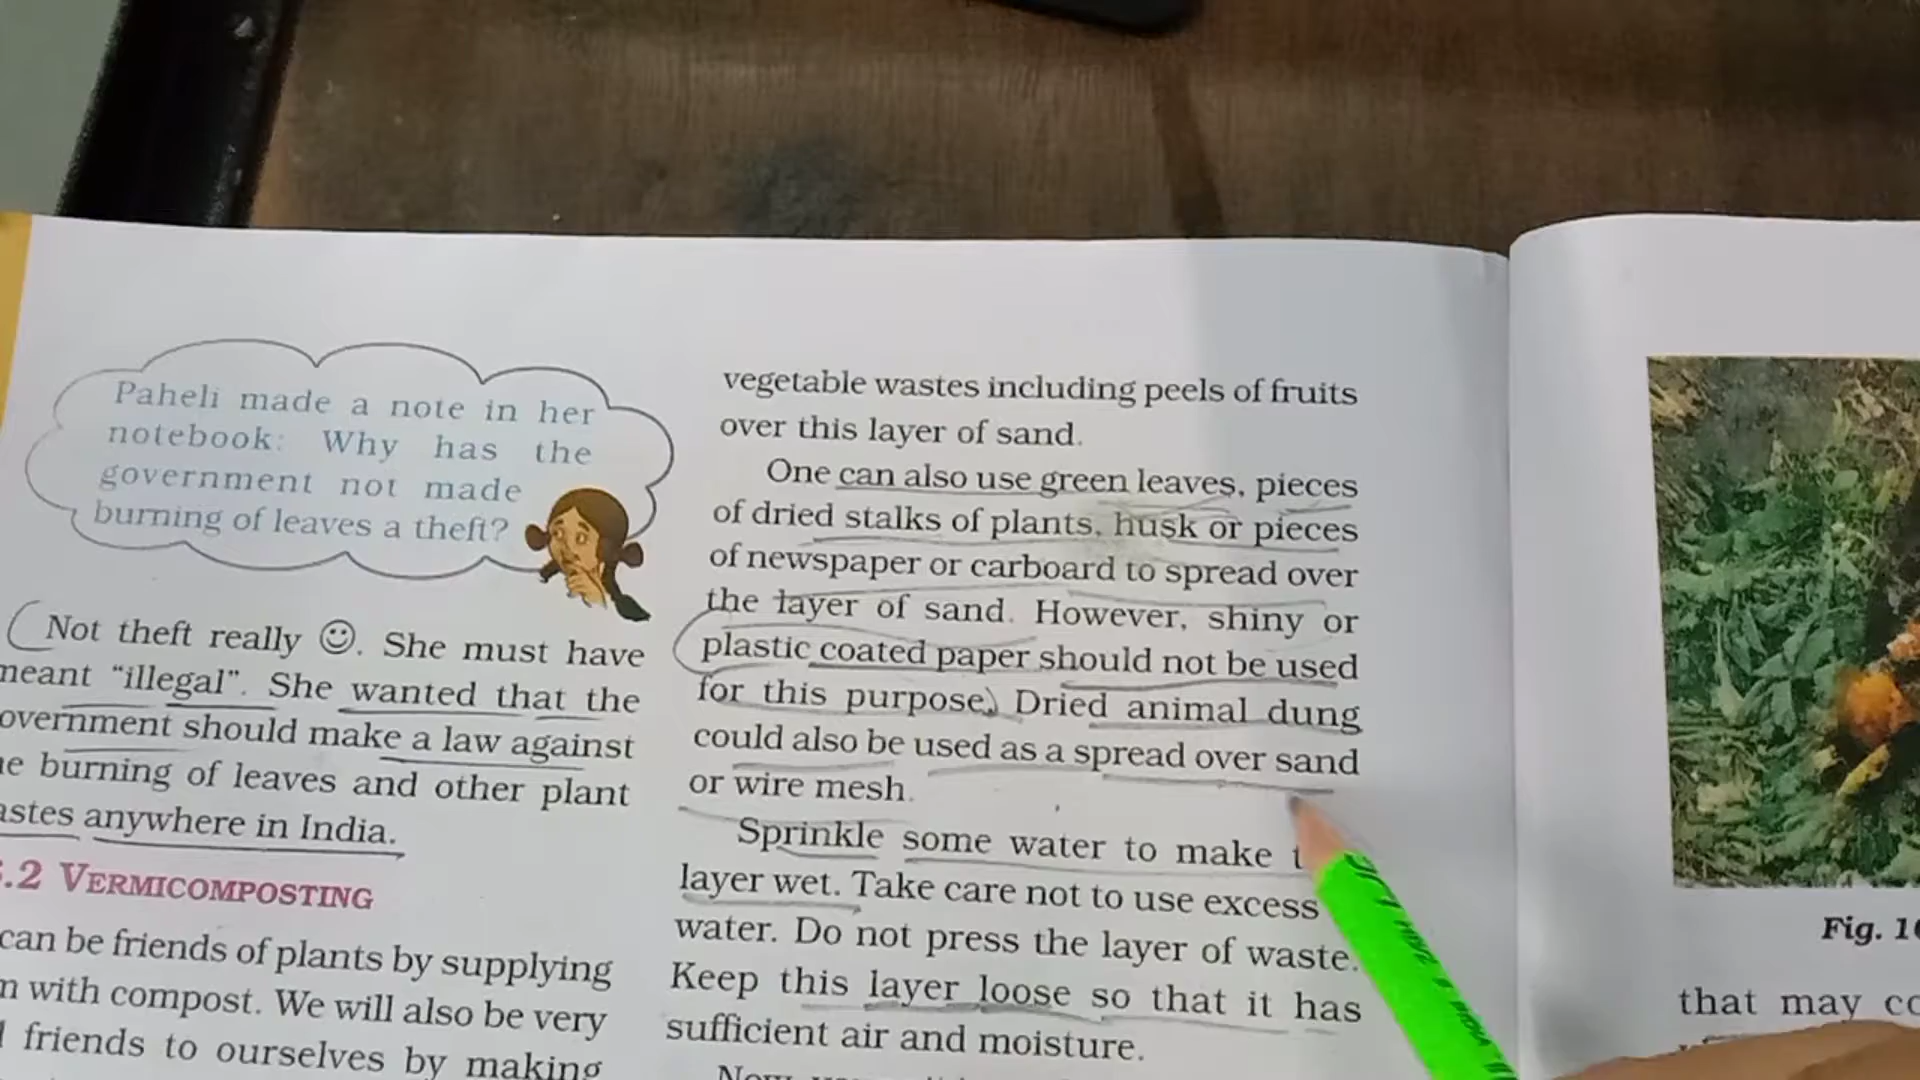 Paheli made a note in her
notebook: Why has the
government not made
burning of leaves a theft?
Not theft really ☺. She must have
meant "illegal". She wanted that the
overnment should make a law against
he burning of leaves and other plant
astes anywhere in India.
.2 VERMICOMPOSTING
can be friends of plants by supplying
m with compost. We will also be very
friends to ourselves by making
vegetable wastes including peels of fruits
over this layer of sand.
One can also use green leaves, pieces
of dried stalks of plants, husk or pieces
of newspaper or carboard to spread over
the layer of sand. However, shiny or
plastic coated paper should not be used
for this purpose. Dried animal dung
could also be used as a spread over sand
or wire mesh.
Sprinkle some water to make t
layer wet. Take care not to use excess
water. Do not press the layer of waste.
Keep this layer loose so that it has
sufficient air and moisture.
Fig. 1
that may co